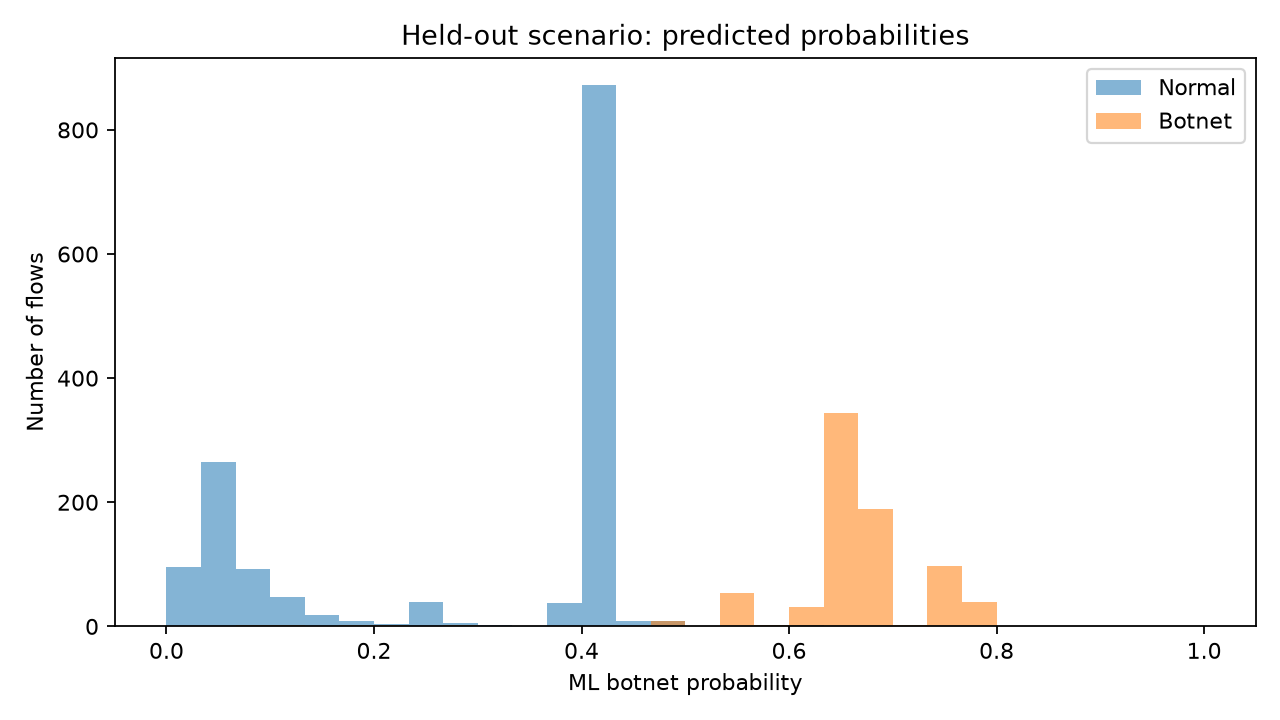 Held-out scenario: predicted probabilities
Normal
Botnet
Number of flows
800
600
400
200
0
0.0 0.2 0.4 0.6 0.8 1.0
ML botnet probability